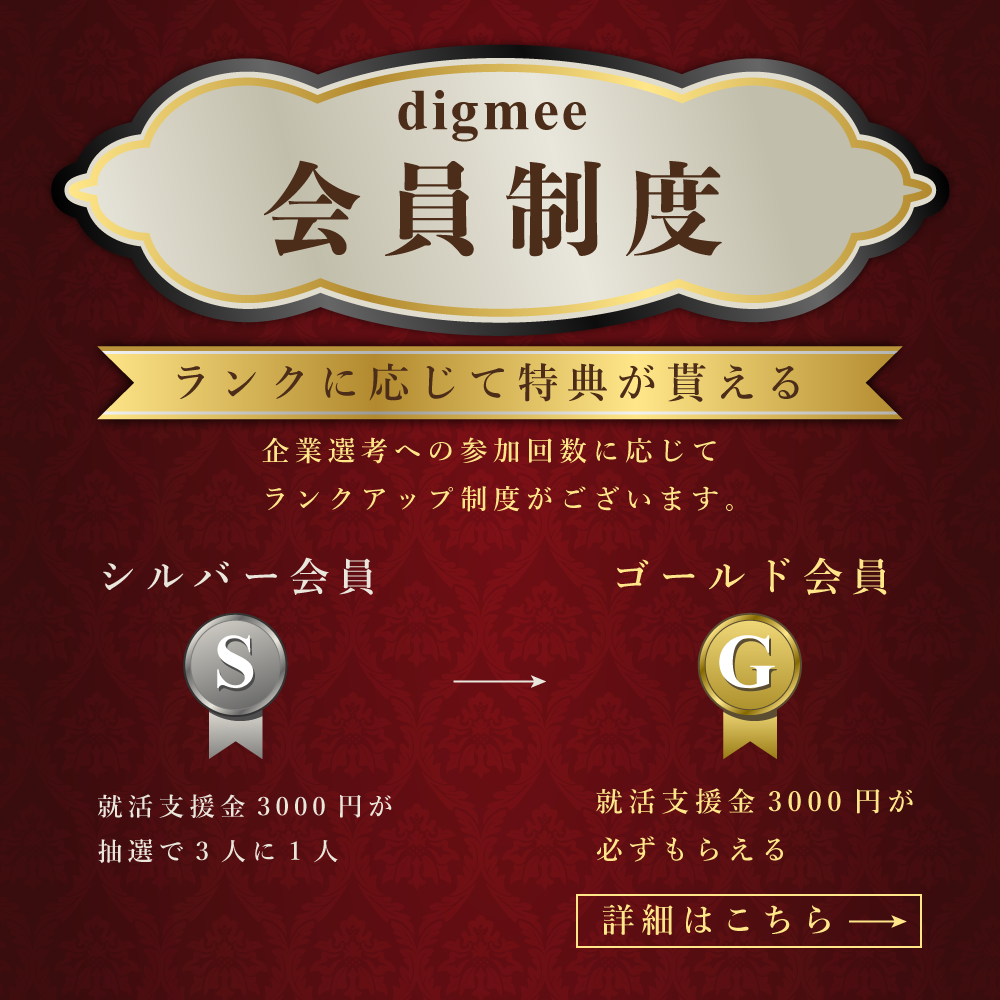 digmee
会員制度
ランクに応じて特典が貰える
企業選考への参加回数に応じて
ランクアップ制度がございます。
シルバー会員
S
就活支援金3000円が
抽選で3人に1人
ゴールド会員
G
就活支援金3000円が
必ずもらえる
詳細はこちら